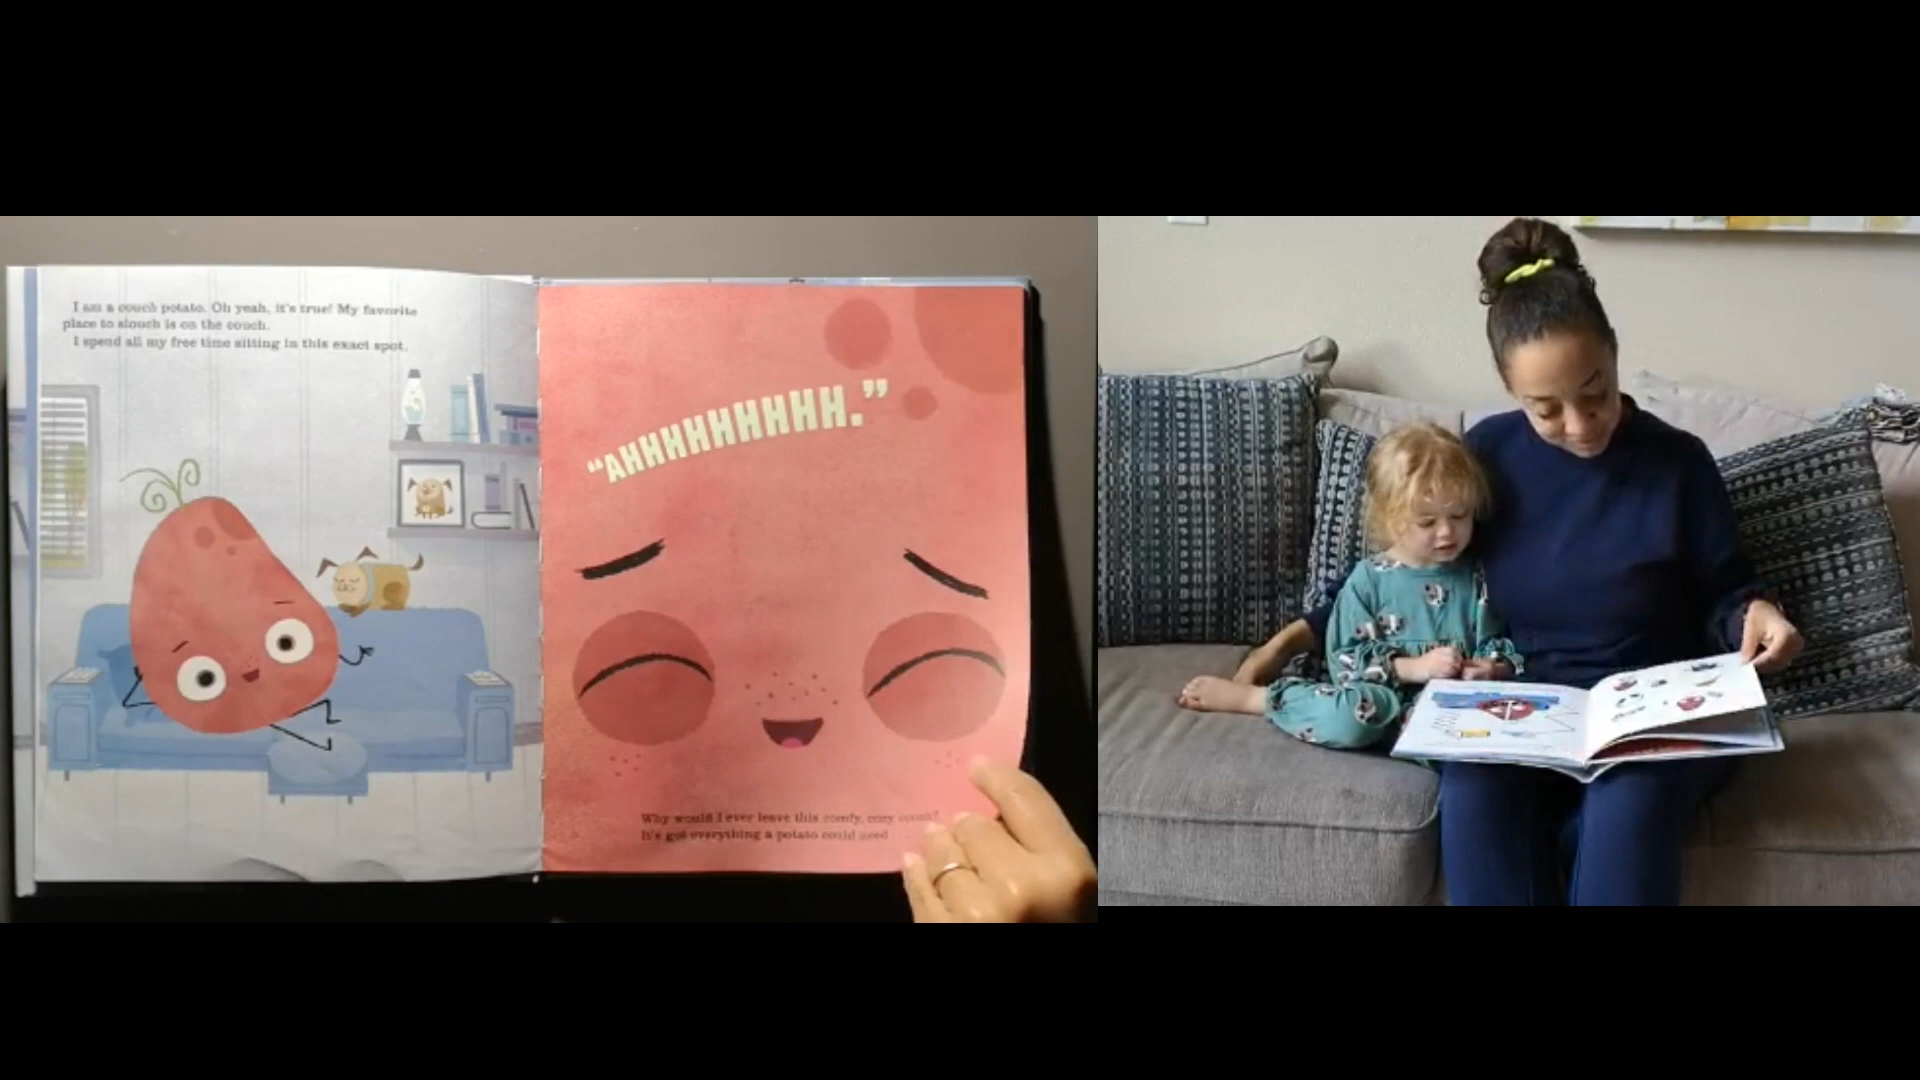 I am a couch potato. Oh yeah, it's true! My favorite
place to slouch is on the couch.
I spend all my free time sitting in this exact spot.
"AHHHHHHHHH."
Why would I ever leave this comfy, cozy couch?
It's got everything a potato could need